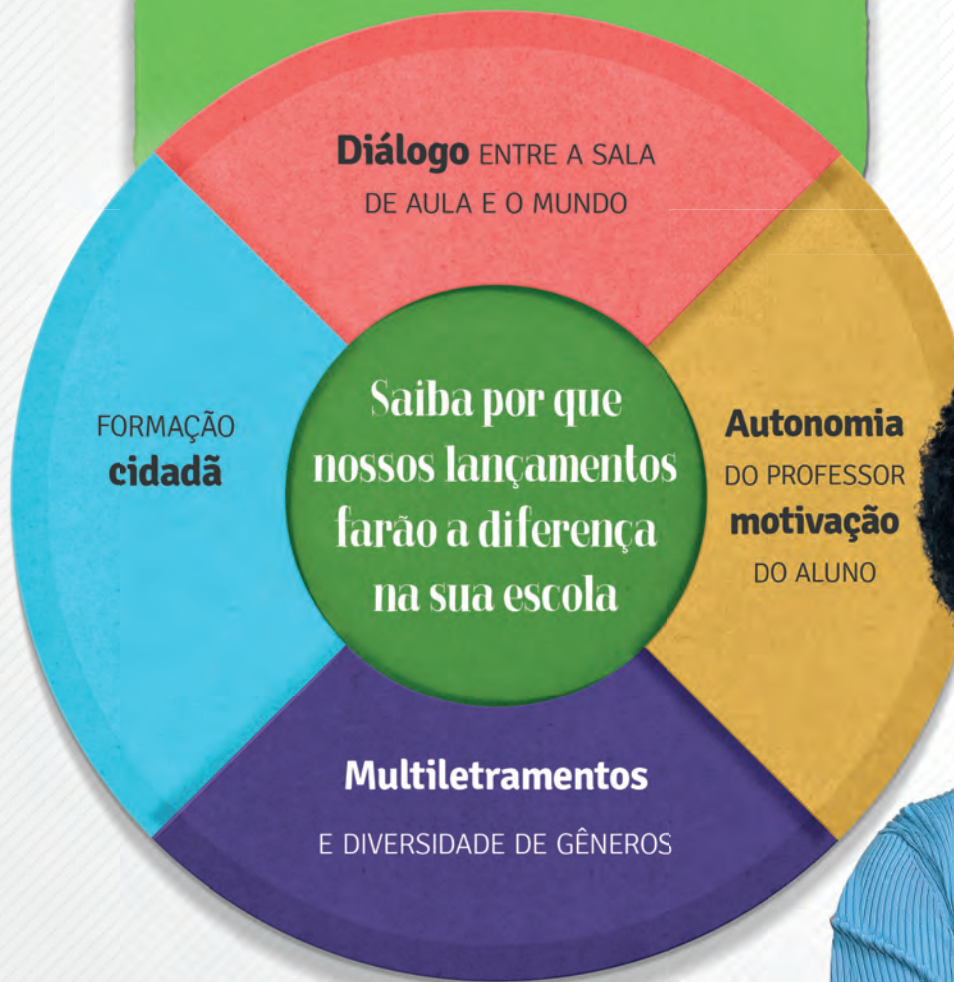 Diálogo ENTRE A SALA
DE AULA E O MUNDO
FORMAÇÃO
cidadã
Saiba por que
nossos lançamentos
farão a diferença
na sua escola
Autonomia
DO PROFESSOR
motivação
DO ALUNO
Multiletramentos
E DIVERSIDADE DE GÊNEROS